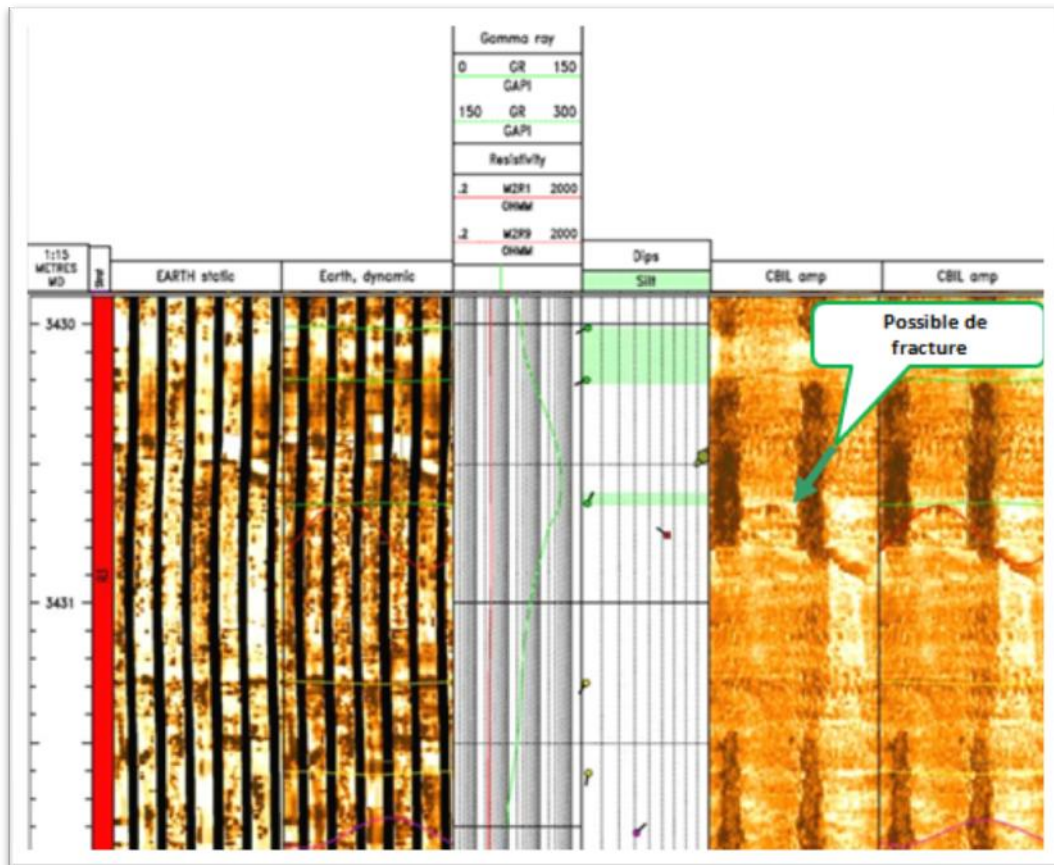 Gamma ray
0 GR 150
GAPI
150 GR 300
GAPI
Resistivity
.2 M2R1 2000
OHMM
.2 M2R9 2000
OHMM
1:15
METRES
MD
EARTH static
Earth, dynamic
Dips
Silt
CBIL amp
CBIL amp
3430
Possible de
fracture
3431